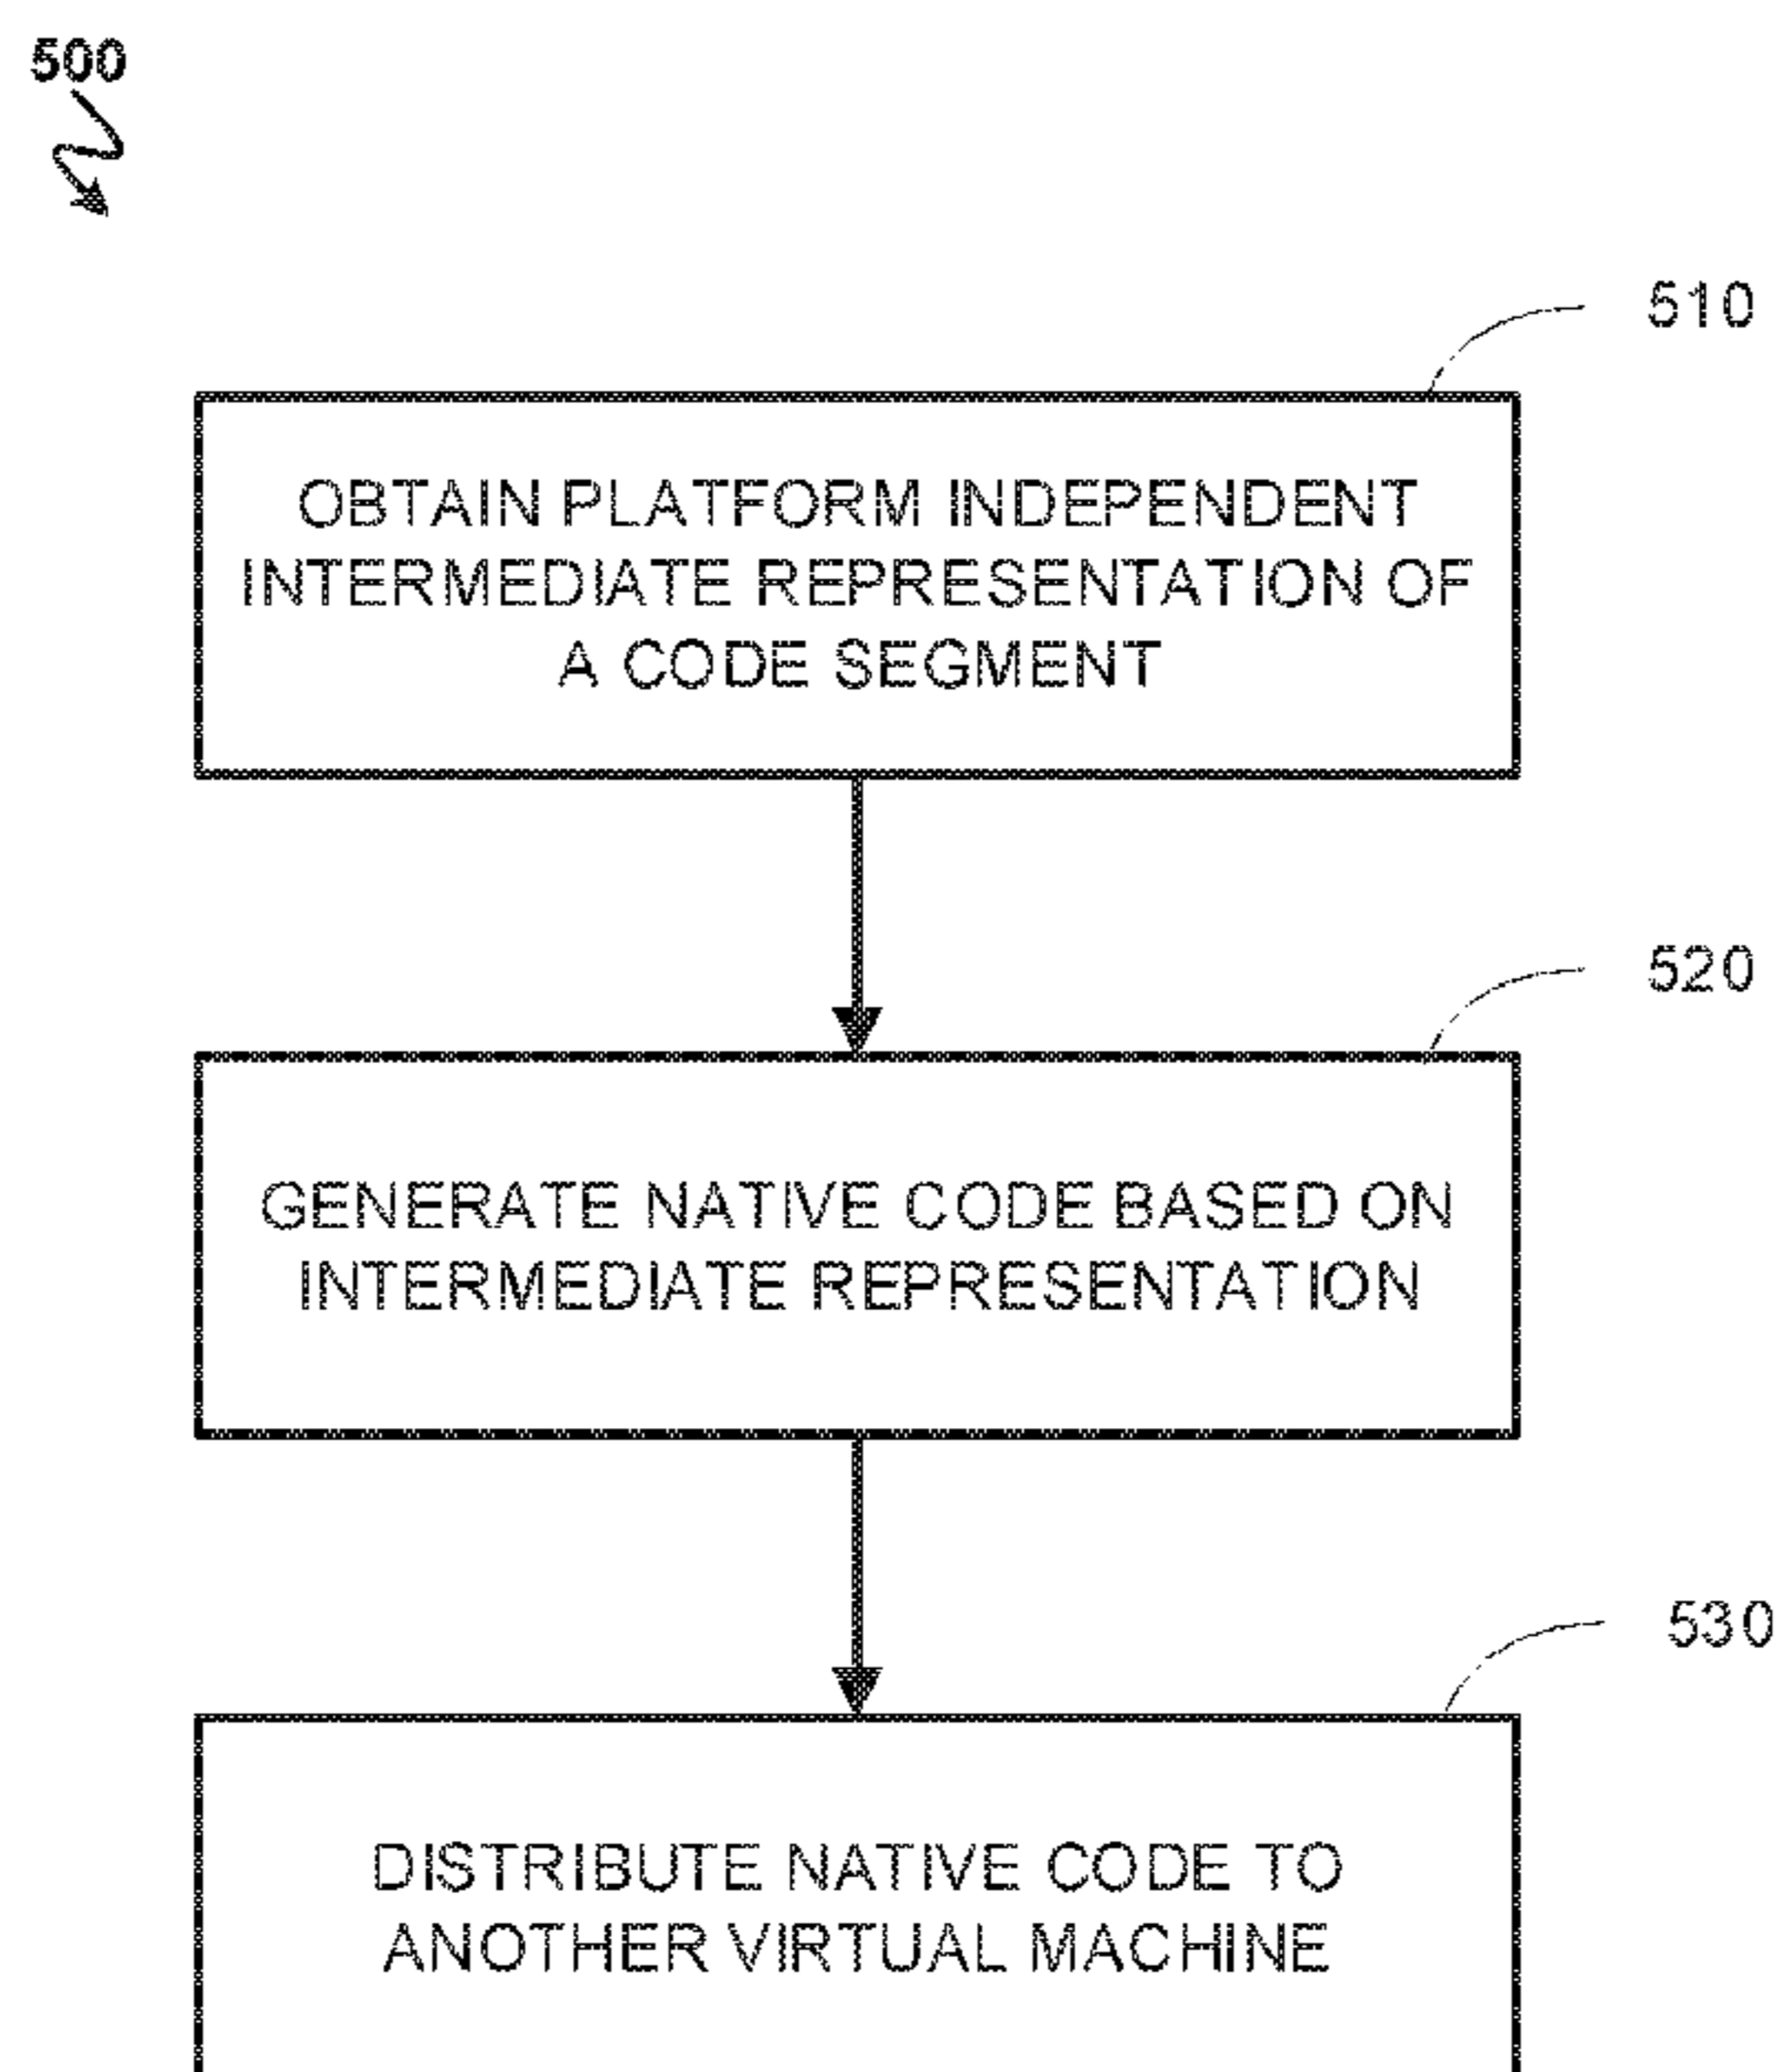 500
510
OBTAIN PLATFORM INDEPENDENT
INTERMEDIATE REPRESENTATION OF
A CODE SEGMENT
520
GENERATE NATIVE CODE BASED ON
INTERMEDIATE REPRESENTATION
530
DISTRIBUTE NATIVE CODE TO
ANOTHER VIRTUAL MACHINE